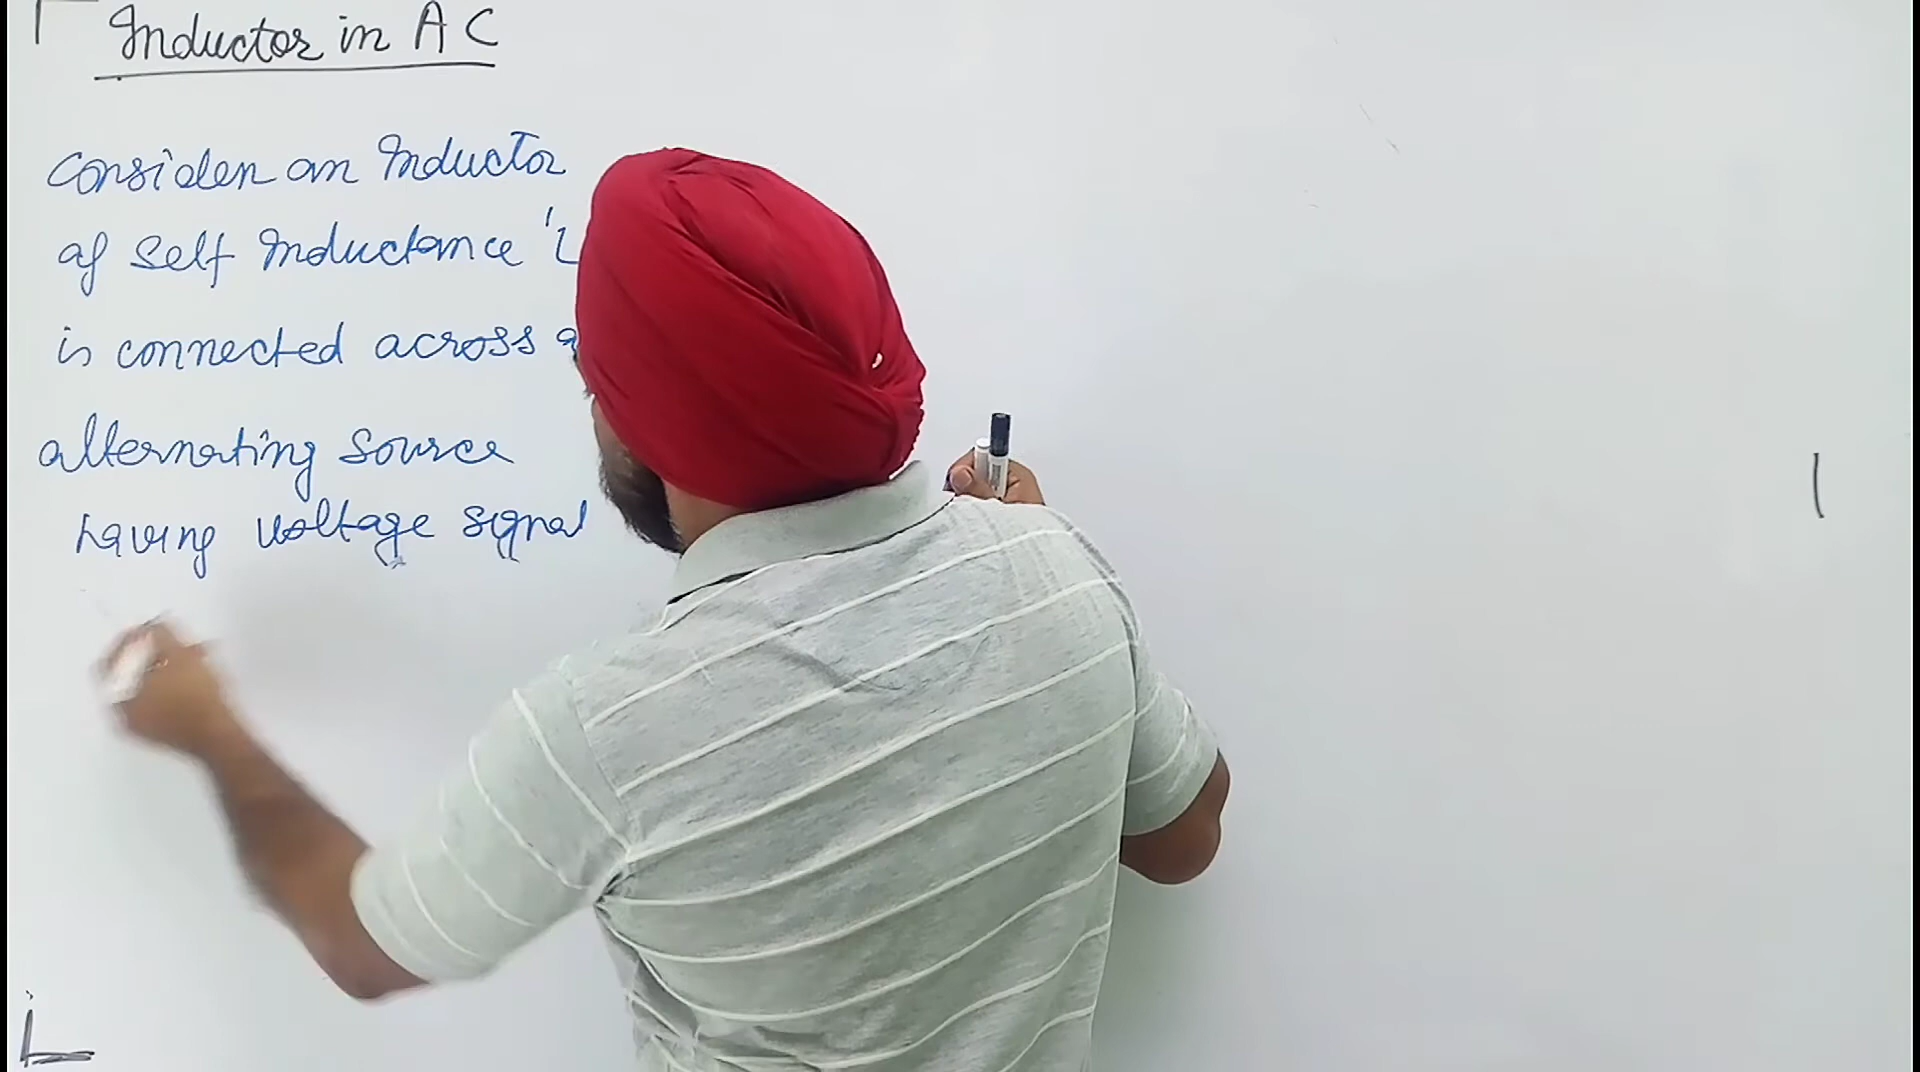 Inductor in AC
Consider an Inductor
of Self Inductance 'L
is connected across a
alternating source
having voltage signal